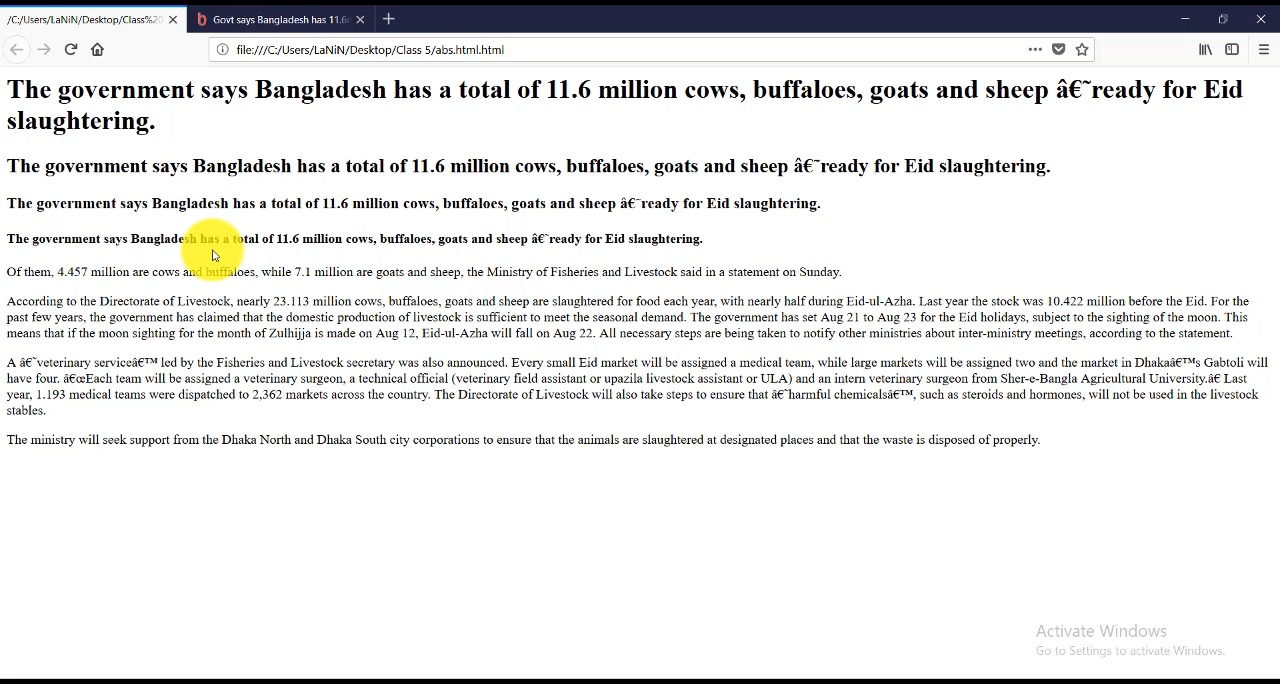 /C:/Users/LaNiN/Desktop/Class%20
Govt says Bangladesh has 11.6
file:///C:/Users/LaNiN/Desktop/Class 5/abs.html.html
The government says Bangladesh has a total of 11.6 million cows, buffaloes, goats and sheep â€˜ready for Eid
slaughtering.
The government says Bangladesh has a total of 11.6 million cows, buffaloes, goats and sheep â€˜ready for Eid slaughtering.
The government says Bangladesh has a total of 11.6 million cows, buffaloes, goats and sheep â€˜ready for Eid slaughtering.
The government says Bangladesh has a total of 11.6 million cows, buffaloes, goats and sheep â€˜ready for Eid slaughtering.
Of them, 4.457 million are cows and buffaloes, while 7.1 million are goats and sheep, the Ministry of Fisheries and Livestock said in a statement on Sunday.
According to the Directorate of Livestock, nearly 23.113 million cows, buffaloes, goats and sheep are slaughtered for food each year, with nearly half during Eid-ul-Azha. Last year the stock was 10.422 million before the Eid. For the
past few years, the government has claimed that the domestic production of livestock is sufficient to meet the seasonal demand. The government has set Aug 21 to Aug 23 for the Eid holidays, subject to the sighting of the moon. This
means that if the moon sighting for the month of Zulhijja is made on Aug 12, Eid-ul-Azha will fall on Aug 22. All necessary steps are being taken to notify other ministries about inter-ministry meetings, according to the statement.
A â€˜veterinary serviceâ€™ led by the Fisheries and Livestock secretary was also announced. Every small Eid market will be assigned a medical team, while large markets will be assigned two and the market in Dhakaâ€™s Gabtoli will
have four. â€œEach team will be assigned a veterinary surgeon, a technical official (veterinary field assistant or upazila livestock assistant or ULA) and an intern veterinary surgeon from Sher-e-Bangla Agricultural University.â€ Last
year, 1.193 medical teams were dispatched to 2,362 markets across the country. The Directorate of Livestock will also take steps to ensure that â€˜harmful chemicalsâ€™, such as steroids and hormones, will not be used in the livestock
stables.
The ministry will seek support from the Dhaka North and Dhaka South city corporations to ensure that the animals are slaughtered at designated places and that the waste is disposed of properly.
Activate Windows
Go to Settings to activate Windows.